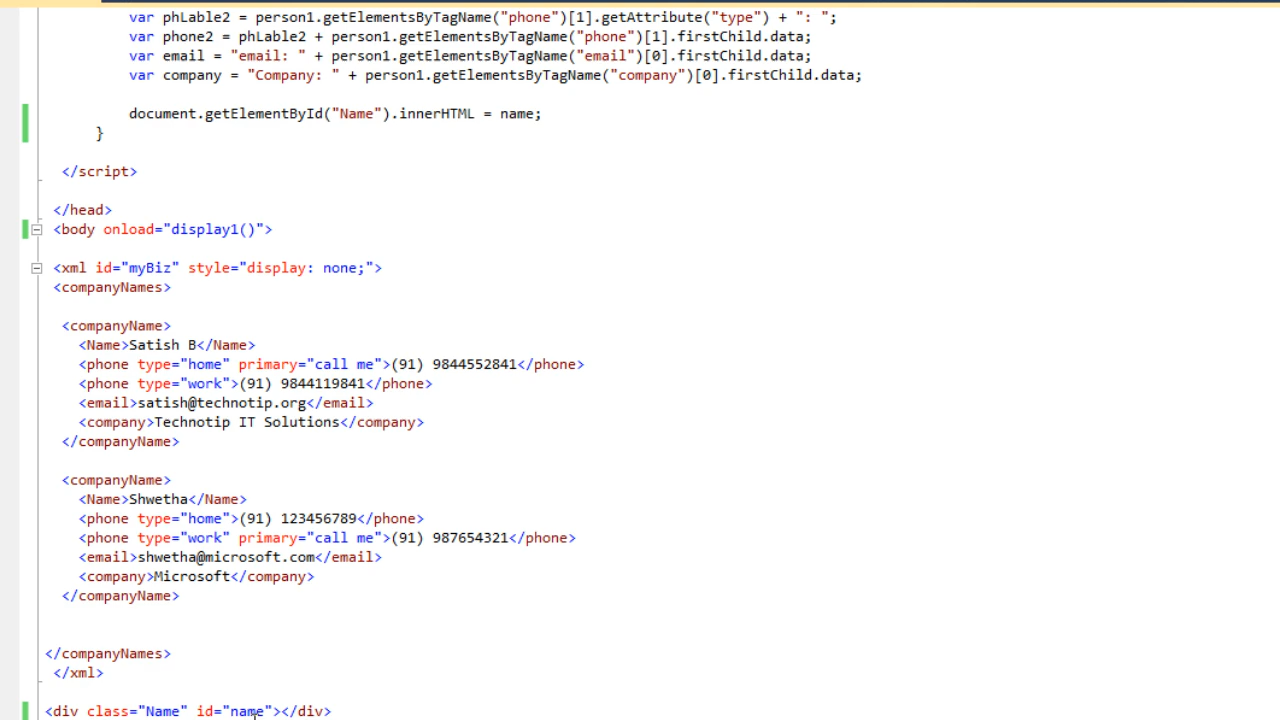 var phLable2 = person1.getElementsByTagName("phone")[1].getAttribute("type") + ": ";
var phone2 = phLable2 + person1.getElementsByTagName("phone")[1].firstChild.data;
var email = "email: " + person1.getElementsByTagName("email")[0].firstChild.data;
var company = "Company: " + person1.getElementsByTagName("company")[0].firstChild.data;
document.getElementById("Name").innerHTML = name;
}
</script>
</head>
<body onload="display1()">
<xml id="myBiz" style="display: none;">
<companyNames>
<companyName>
<Name>Satish B</Name>
<phone type="home" primary="call me">(91) 9844552841</phone>
<phone type="work">(91) 9844119841</phone>
<email>satish@technotip.org</email>
<company>Technotip IT Solutions</company>
</companyName>
<companyName>
<Name>Shwetha</Name>
<phone type="home">(91) 123456789</phone>
<phone type="work" primary="call me">(91) 987654321</phone>
<email>shwetha@microsoft.com</email>
<company>Microsoft</company>
</companyName>
</companyNames>
</xml>
<div class="Name" id="name"></div>